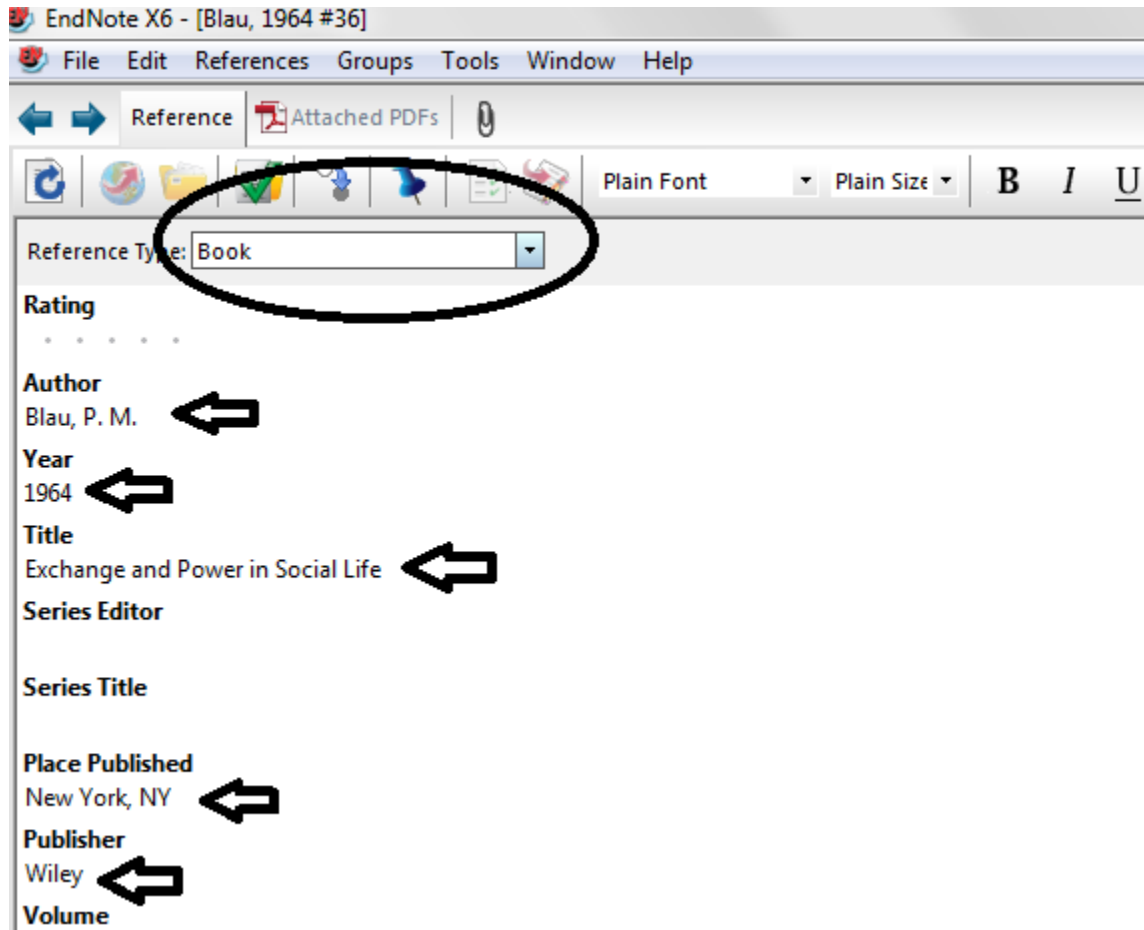 EndNote X6 - [Blau, 1964 #36]
File Edit References Groups Tools Window Help
Reference Attached PDFs
Plain Font Plain Size B I U
Reference Type: Book
Rating
Author
Blau, P. M.
Year
1964
Title
Exchange and Power in Social Life
Series Editor
Series Title
Place Published
New York, NY
Publisher
Wiley
Volume